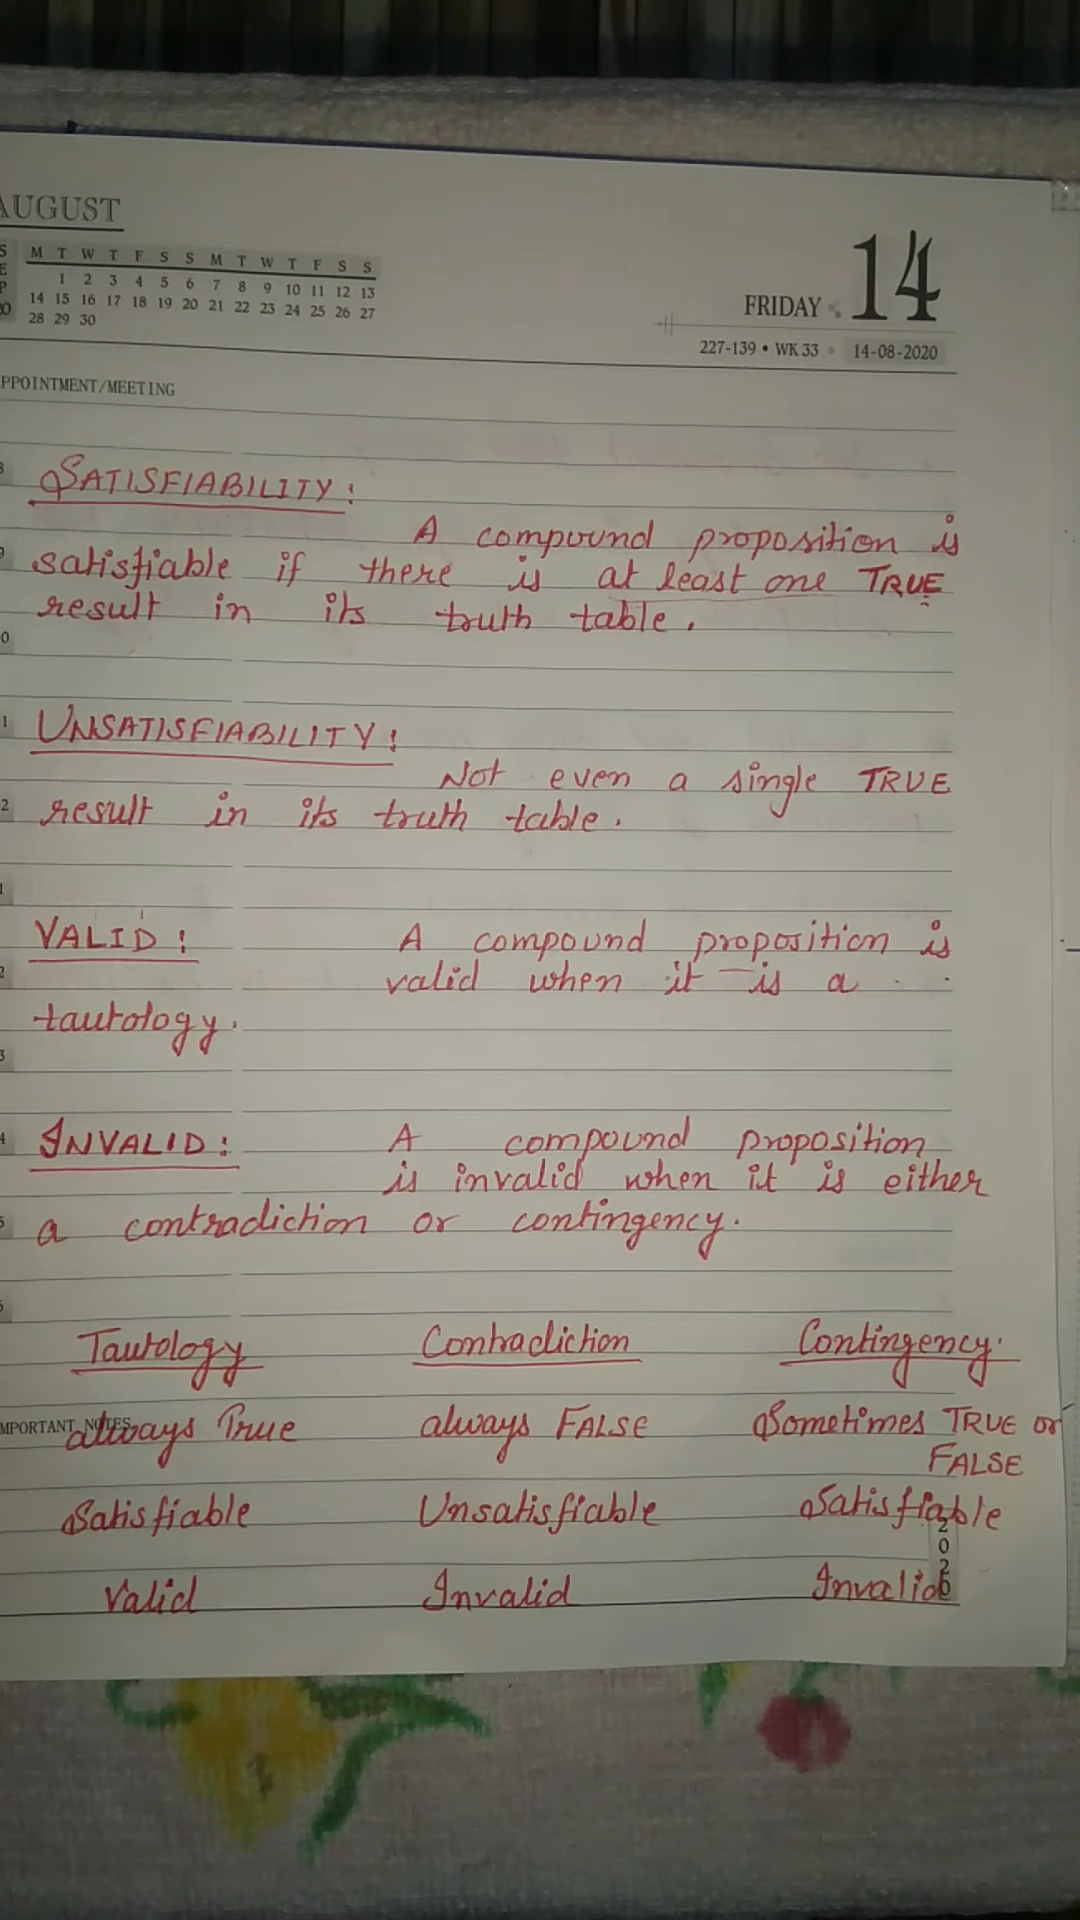 AUGUST
M T W T F S S M T W T F S S
1 2 3 4 5 6 7 8 9 10 11 12 13
14 15 16 17 18 19 20 21 22 23 24 25 26 27
28 29 30
S
E
P
20
14
FRIDAY
227-139 • WK 33 14-08-2020
PPOINTMENT/MEETING
SATISFIABILITY:
A compound proposition is
satisfiable if there is at least one TRUE
result in its truth table.
UNSATISFIABILITY:
Not even a single TRUE
result in its truth table.
VALID: A compound proposition is
valid when it is a
tautology.
INVALID: A compound proposition
is invalid when it is either
a contradiction or contingency.
Tautology Contradiction Contingency.
MPORTANT NOTES
always True always FALSE Sometimes TRUE or
FALSE
Satisfiable Unsatisfiable Satisfiable
Valid Invalid Invalid
2020